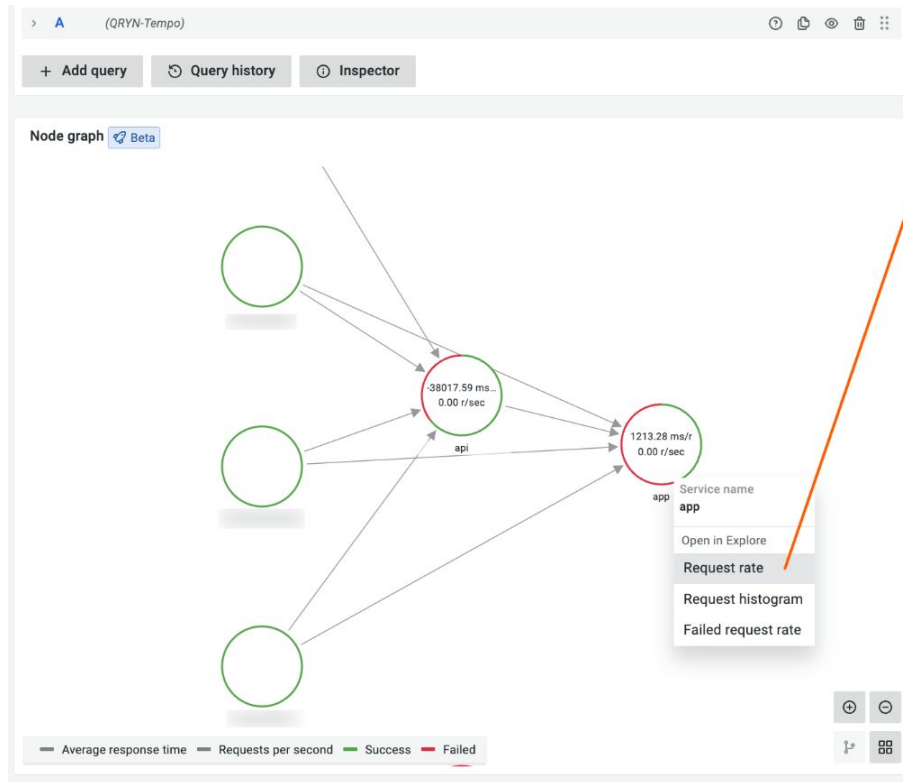 A (QRYN-Tempo)
+ Add query Query history Inspector
Node graph Beta
-38017.59 ms...
0.00 r/sec
api
1213.28 ms/r
0.00 r/sec
app
Service name
app
Open in Explore
Request rate
Request histogram
Failed request rate
Average response time Requests per second Success Failed